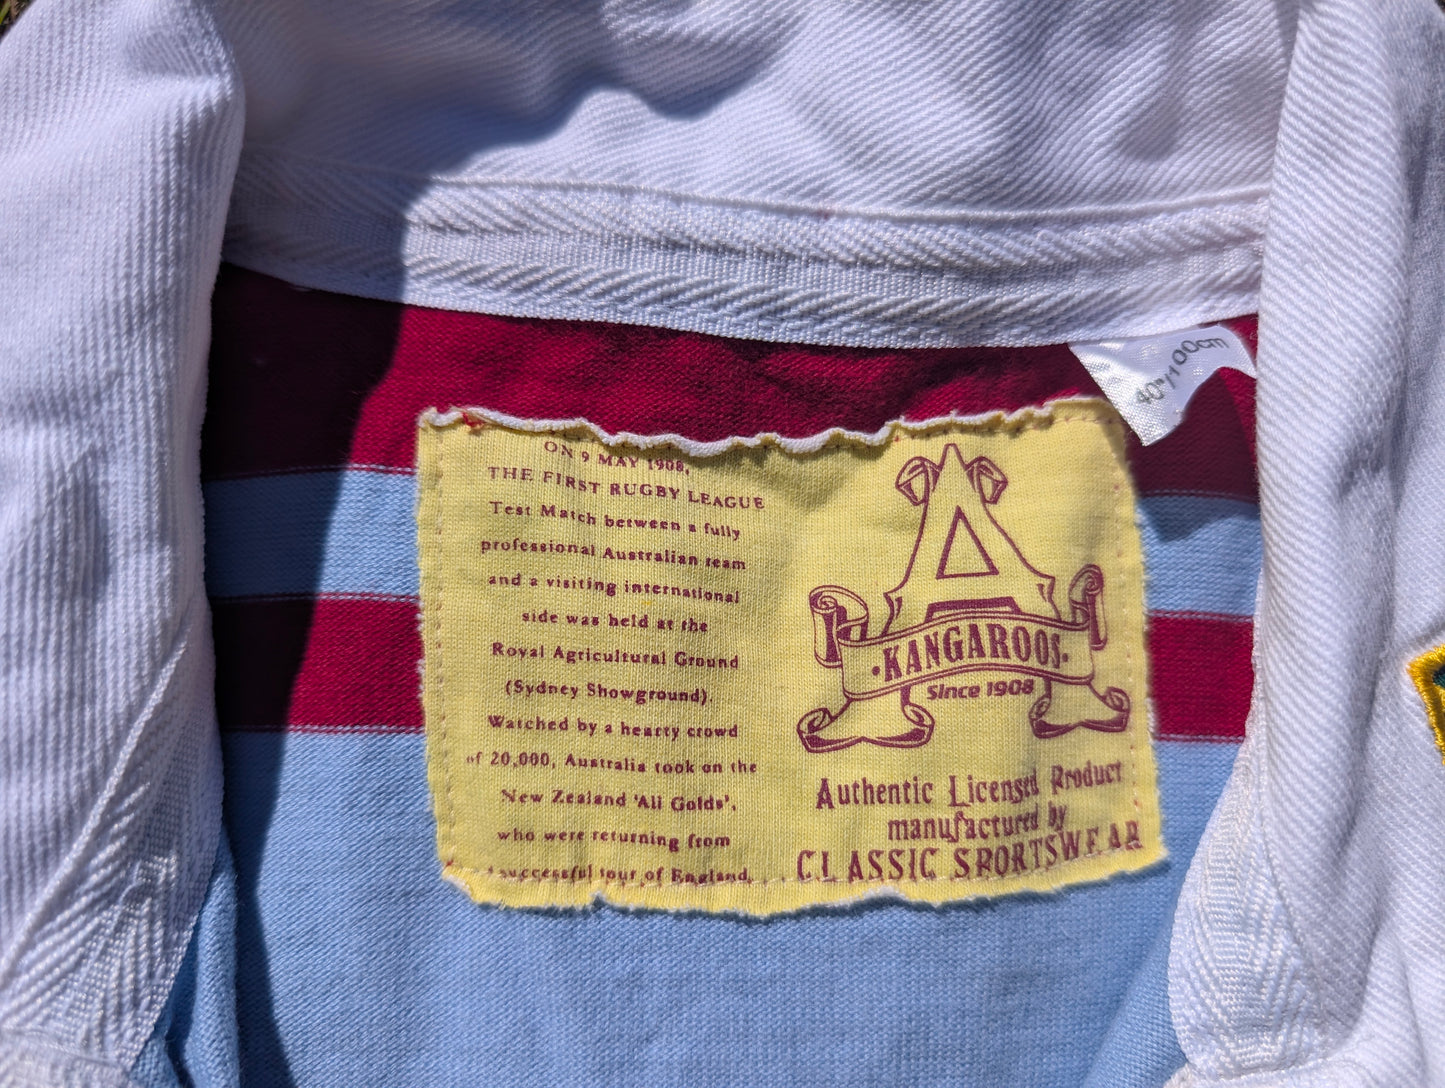 40"/100cm
ON 9 MAY 1908,
THE FIRST RUGBY LEAGUE
Test Match between a fully
professional Australian team
and a visiting international
side was held at the
Royal Agricultural Ground
(Sydney Showground).
Watched by a hearty crowd
of 20,000, Australia took on the
New Zealand 'All Golds',
who were returning from
successful tour of England,
A
·KANGAROOS·
Since 1908
Authentic Licensed Product
manufactured by
CLASSIC SPORTSWEAR